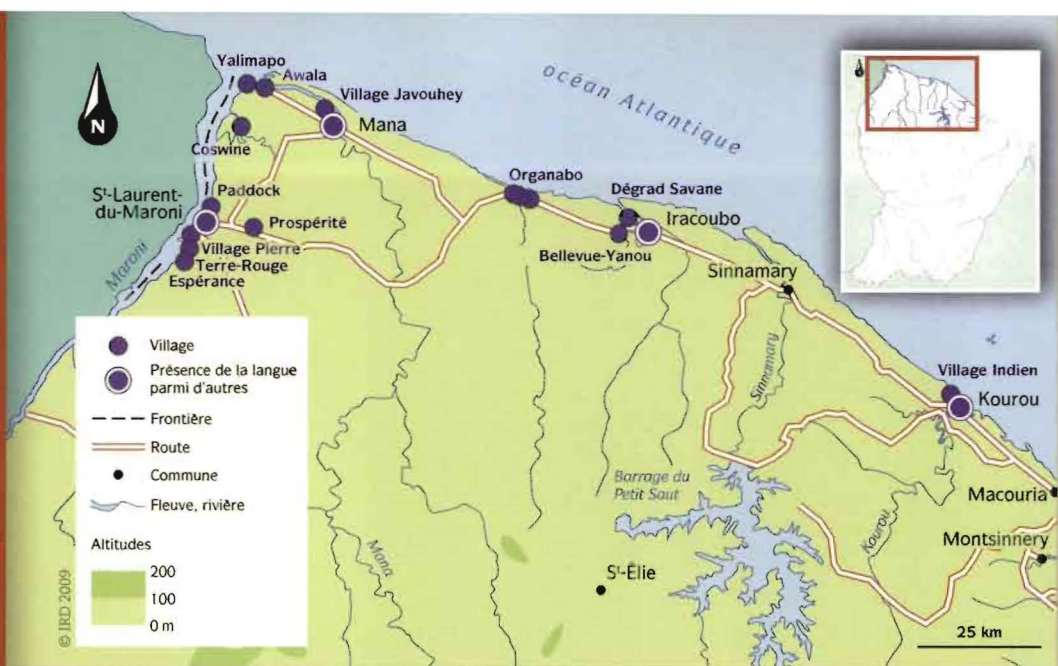 Yalimapo
Awala
Village Javouhey
Mana
Coswine
océan Atlantique
N
Paddock
St-Laurent-
du-Maroni
Prospérité
Village Pierre
Terre-Rouge
Espérance
Maroni
Organabo
Dégrad Savane
Iracoubo
Bellevue-Yanou
Sinnamary
Sinnamary
Village Indien
Kourou
Macouria
Montsinnery
Kourou
Barrage du
Petit Saut
St-Élie
Mana
Village
Présence de la langue
parmi d'autres
Frontière
Route
Commune
Fleuve, rivière
Altitudes
200
100
0 m
© IRD 2009
25 km